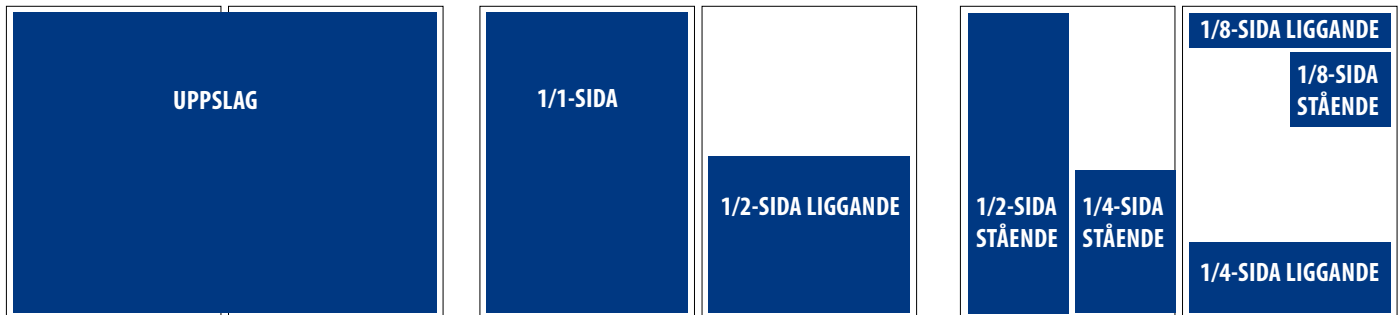 UPPSLAG
1/1-SIDA
1/2-SIDA LIGGANDE
1/2-SIDA
STÅENDE
1/4-SIDA
STÅENDE
1/8-SIDA LIGGANDE
1/8-SIDA
STÅENDE
1/4-SIDA LIGGANDE